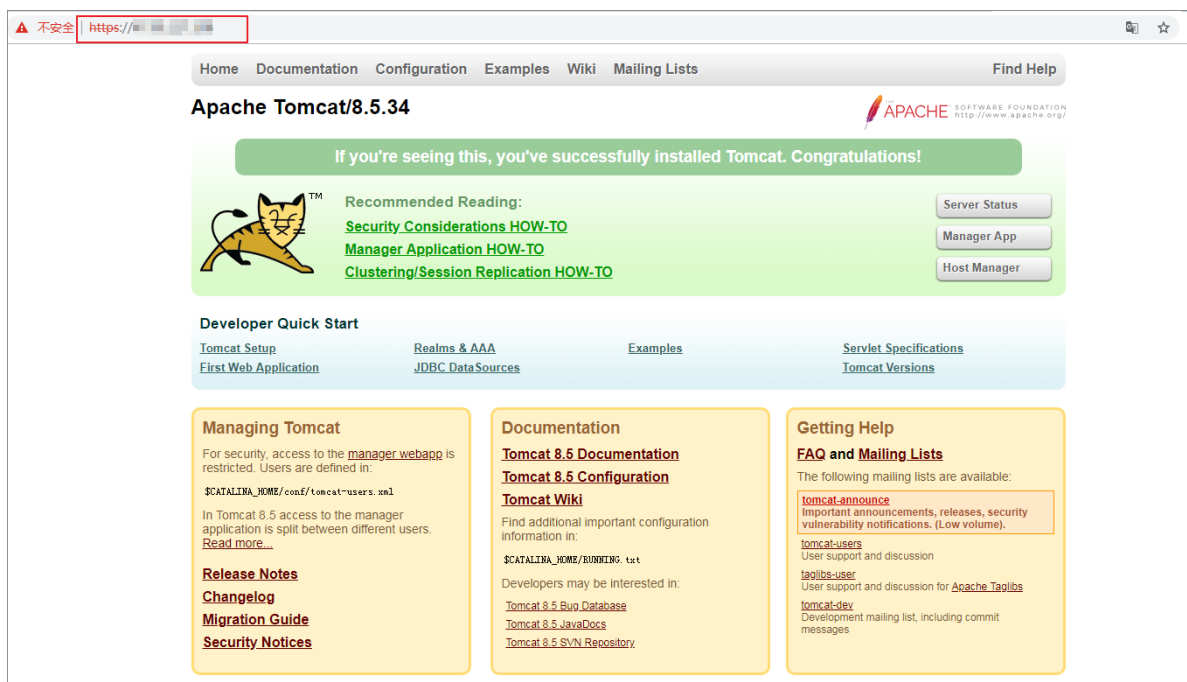 不安全 https://
Home Documentation Configuration Examples Wiki Mailing Lists Find Help
Apache Tomcat/8.5.34
THE
APACHE SOFTWARE FOUNDATION
http://www.apache.org/
If you're seeing this, you've successfully installed Tomcat. Congratulations!
TM
Recommended Reading:
Security Considerations HOW-TO
Manager Application HOW-TO
Clustering/Session Replication HOW-TO
Server Status
Manager App
Host Manager
Developer Quick Start
Tomcat Setup
First Web Application
Realms & AAA
JDBC DataSources
Examples
Servlet Specifications
Tomcat Versions
Managing Tomcat
For security, access to the manager webapp is
restricted. Users are defined in:
$CATALINA_HOME/conf/tomcat-users.xml
In Tomcat 8.5 access to the manager
application is split between different users.
Read more...
Release Notes
Changelog
Migration Guide
Security Notices
Documentation
Tomcat 8.5 Documentation
Tomcat 8.5 Configuration
Tomcat Wiki
Find additional important configuration
information in:
$CATALINA_HOME/RUNNING.txt
Developers may be interested in:
Tomcat 8.5 Bug Database
Tomcat 8.5 JavaDocs
Tomcat 8.5 SVN Repository
Getting Help
FAQ and Mailing Lists
The following mailing lists are available:
tomcat-announce
Important announcements, releases, security
vulnerability notifications. (Low volume).
tomcat-users
User support and discussion
taglibs-user
User support and discussion for Apache Taglibs
tomcat-dev
Development mailing list, including commit
messages